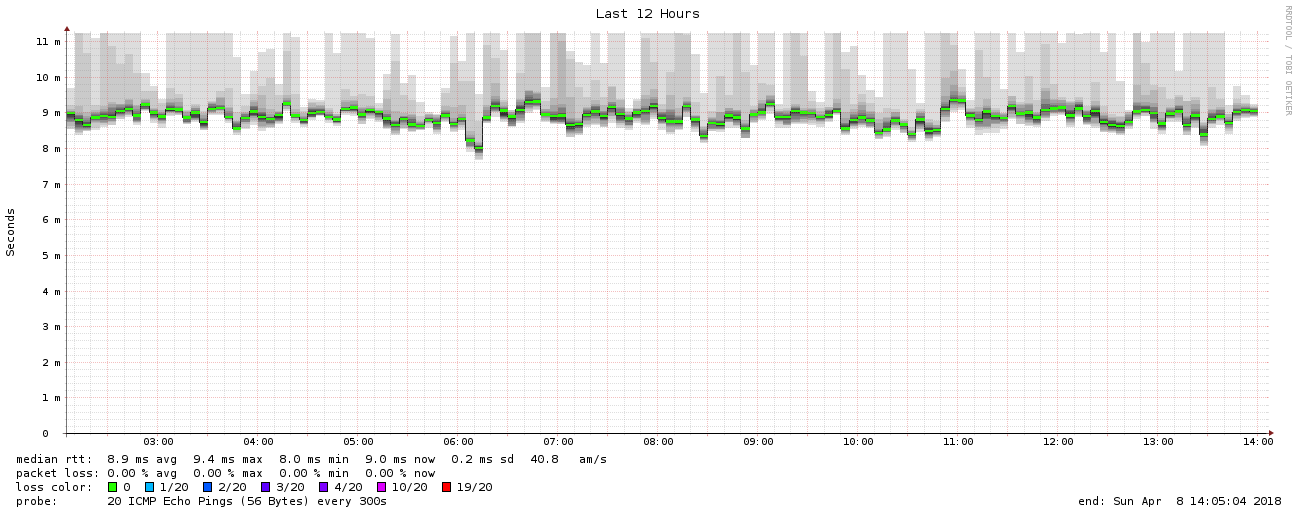 Last 12 Hours
RRDTOOL / TOBI OETIKER
11 m
10 m
9 m
8 m
7 m
6 m
5 m
4 m
3 m
2 m
1 m
0
Seconds
03:00 04:00 05:00 06:00 07:00 08:00 09:00 10:00 11:00 12:00 13:00 14:00
median rtt: 8.9 ms avg 9.4 ms max 8.0 ms min 9.0 ms now 0.2 ms sd 40.8 am/s
packet loss: 0.00 % avg 0.00 % max 0.00 % min 0.00 % now
loss color: 0 1/20 2/20 3/20 4/20 10/20 19/20
probe: 20 ICMP Echo Pings (56 Bytes) every 300s end: Sun Apr 8 14:05:04 2018